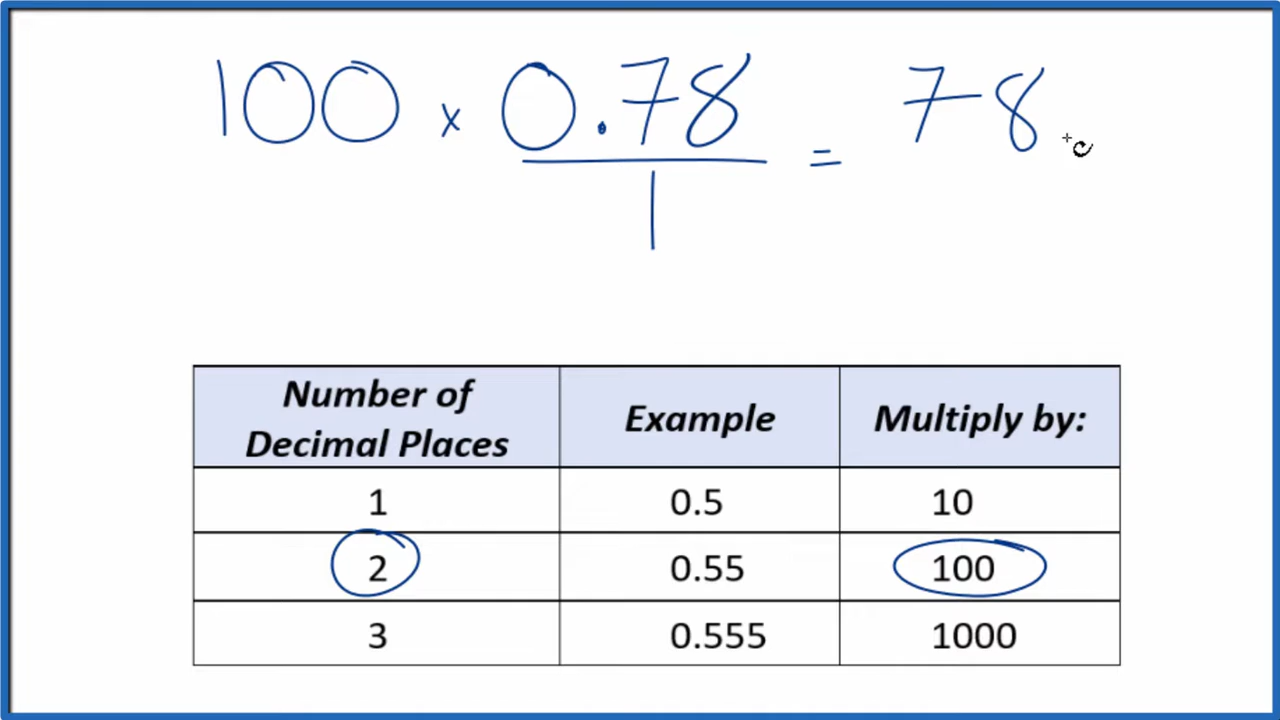 100 x 0.78 = 78
1
Number of Decimal Places Example Multiply by:
1 0.5 10
2 0.55 100
3 0.555 1000